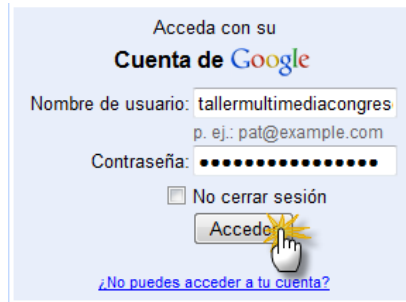 Acceda con su
Cuenta de Google
Nombre de usuario: tallermultimediacongres
p. ej.: pat@example.com
Contraseña: ●●●●●●●●●●●●●●●●
No cerrar sesión
Acceder
¿No puedes acceder a tu cuenta?